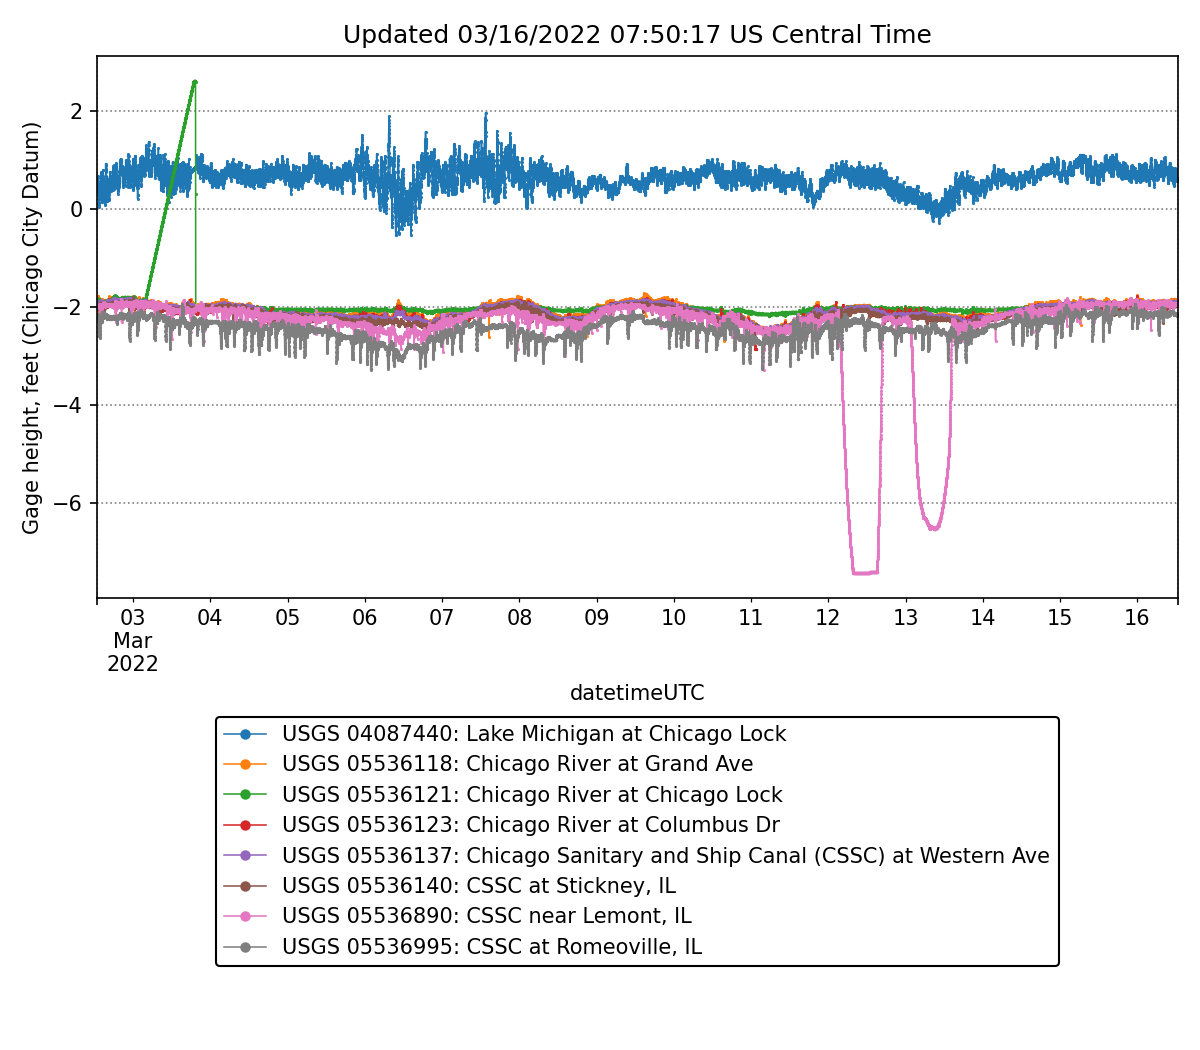 Updated 03/16/2022 07:50:17 US Central Time
Gage height, feet (Chicago City Datum)
2
0
−2
−4
−6
03 04 05 06 07 08 09 10 11 12 13 14 15 16
Mar
2022
datetimeUTC
USGS 04087440: Lake Michigan at Chicago Lock
USGS 05536118: Chicago River at Grand Ave
USGS 05536121: Chicago River at Chicago Lock
USGS 05536123: Chicago River at Columbus Dr
USGS 05536137: Chicago Sanitary and Ship Canal (CSSC) at Western Ave
USGS 05536140: CSSC at Stickney, IL
USGS 05536890: CSSC near Lemont, IL
USGS 05536995: CSSC at Romeoville, IL